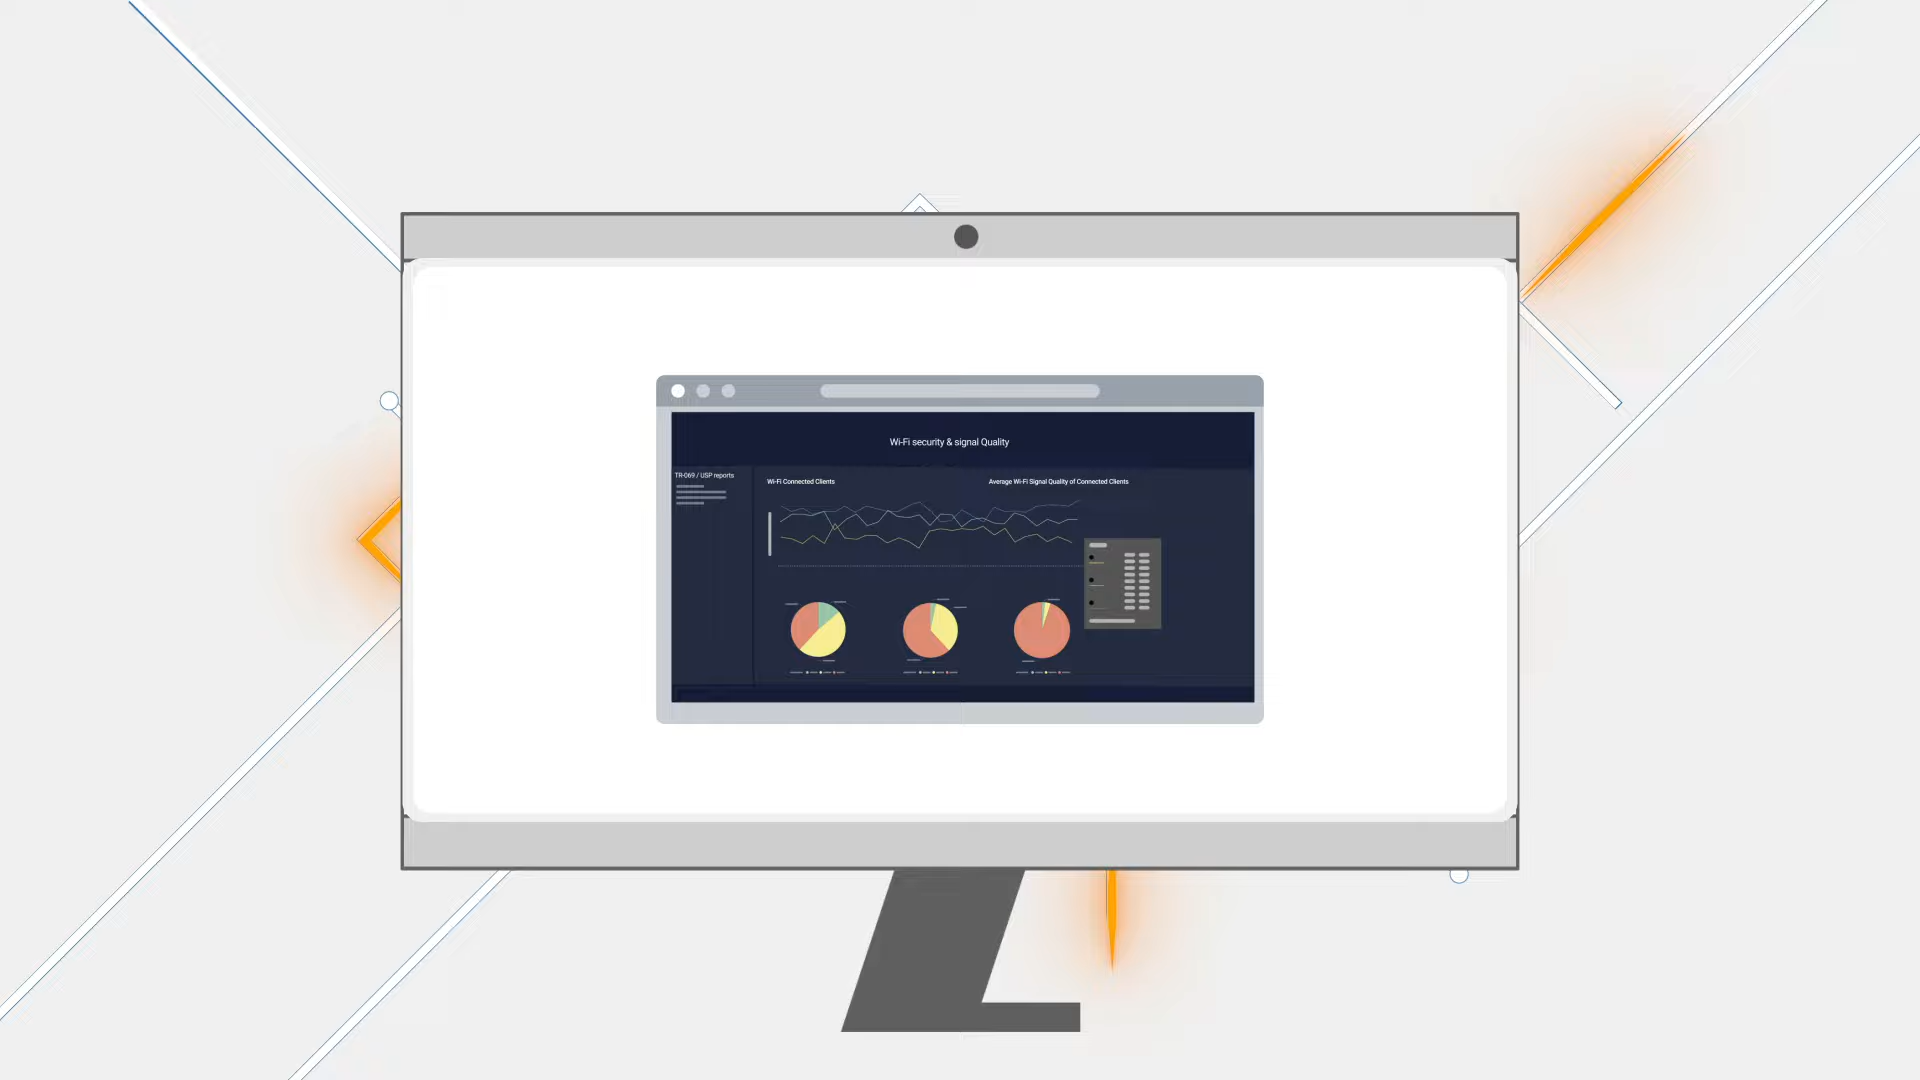 Wi-Fi security & signal Quality
TR-069 / USP reports
Wi-Fi Connected Clients
Average Wi-Fi Signal Quality of Connected Clients